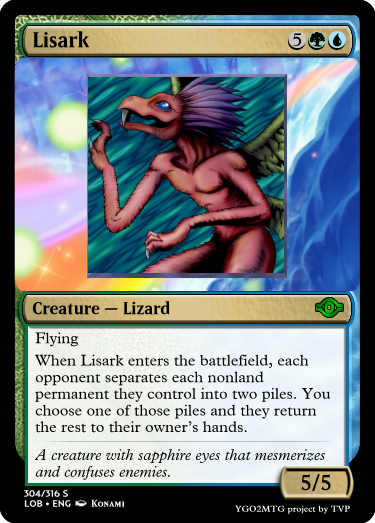 Lisark 5
Creature — Lizard
Flying
When Lisark enters the battlefield, each
opponent separates each nonland
permanent they control into two piles. You
choose one of those piles and they return
the rest to their owner's hands.
A creature with sapphire eyes that mesmerizes
and confuses enemies.
5/5
304/316 S
LOB • ENG KONAMI
YGO2MTG project by TVP